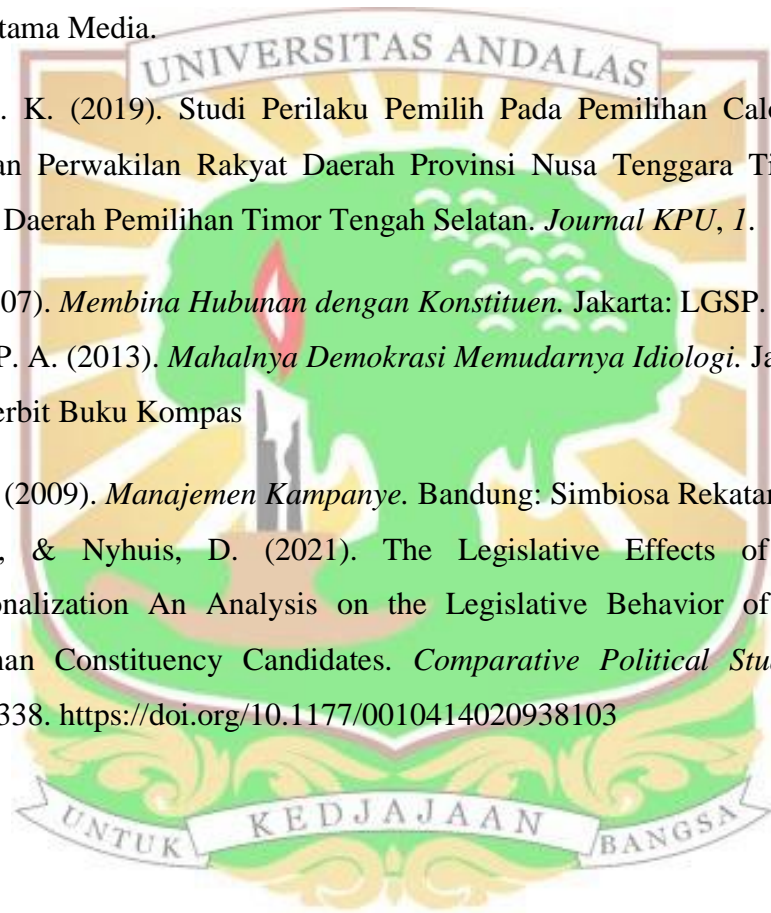 tama Media.
UNIVERSITAS ANDALAS
. K. (2019). Studi Perilaku Pemilih Pada Pemilihan Cal
an Perwakilan Rakyat Daerah Provinsi Nusa Tenggara Ti
Daerah Pemilihan Timor Tengah Selatan. Journal KPU, 1.
07). Membina Hubunan dengan Konstituen. Jakarta: LGSP.
P. A. (2013). Mahalnya Demokrasi Memudarnya Idiologi. Ja
erbit Buku Kompas
(2009). Manajemen Kampanye. Bandung: Simbiosa Rekatan
, & Nyhuis, D. (2021). The Legislative Effects of
onalization An Analysis on the Legislative Behavior of
nan Constituency Candidates. Comparative Political Stu
338. https://doi.org/10.1177/0010414020938103
UNTUK KEDJAJAAN BANGSA